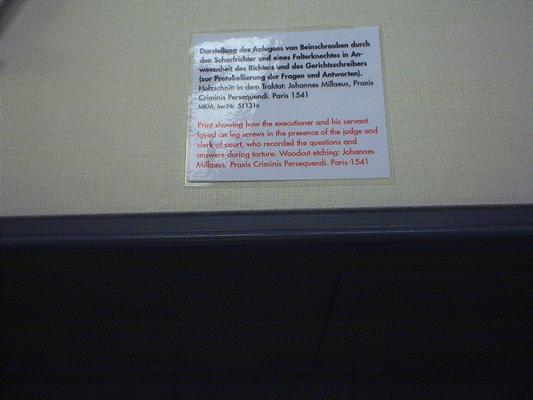 Darstellung des Anlegens von Beinschrauben durch
den Scharfrichter und eines Folterknechtes in An-
wesenheit des Richters und des Gerichtsschreibers
(zur Protokollierung der Fragen und Antworten).
Holzschnitt in dem Traktat: Johannes Millaeus, Praxis
Criminis Persequendi. Paris 1541
MKM, Inv.Nr. 51131c
Print showing how the executioner and his servant
layed on leg screws in the presence of the judge and
clerk of court, who recorded the questions and
answers during torture. Woodcut etching: Johannes
Millaeus, Praxis Criminis Persequendi. Paris 1541